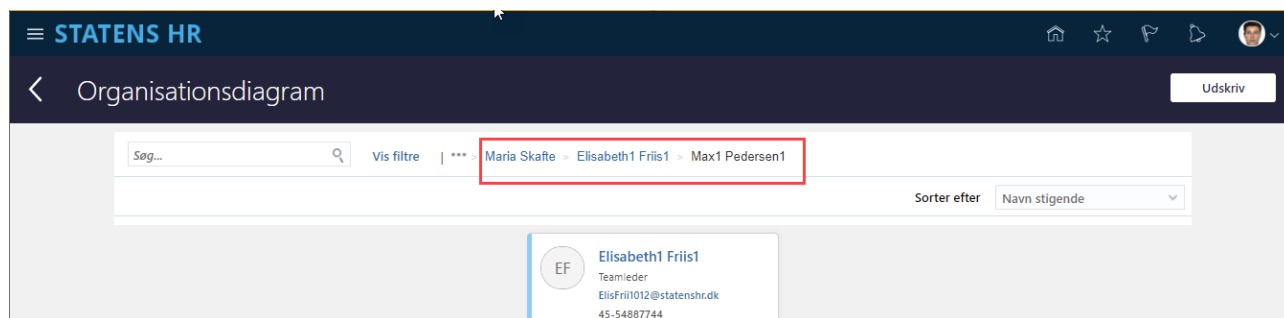 STATENS HR
Organisationsdiagram
Udskriv
Søg...
Vis filtre | *** > Maria Skafte > Elisabeth1 Friis1 > Max1 Pedersen1
Sorter efter Navn stigende
EF
Elisabeth1 Friis1
Teamleder
ElisFrii1012@statenshr.dk
45-54887744